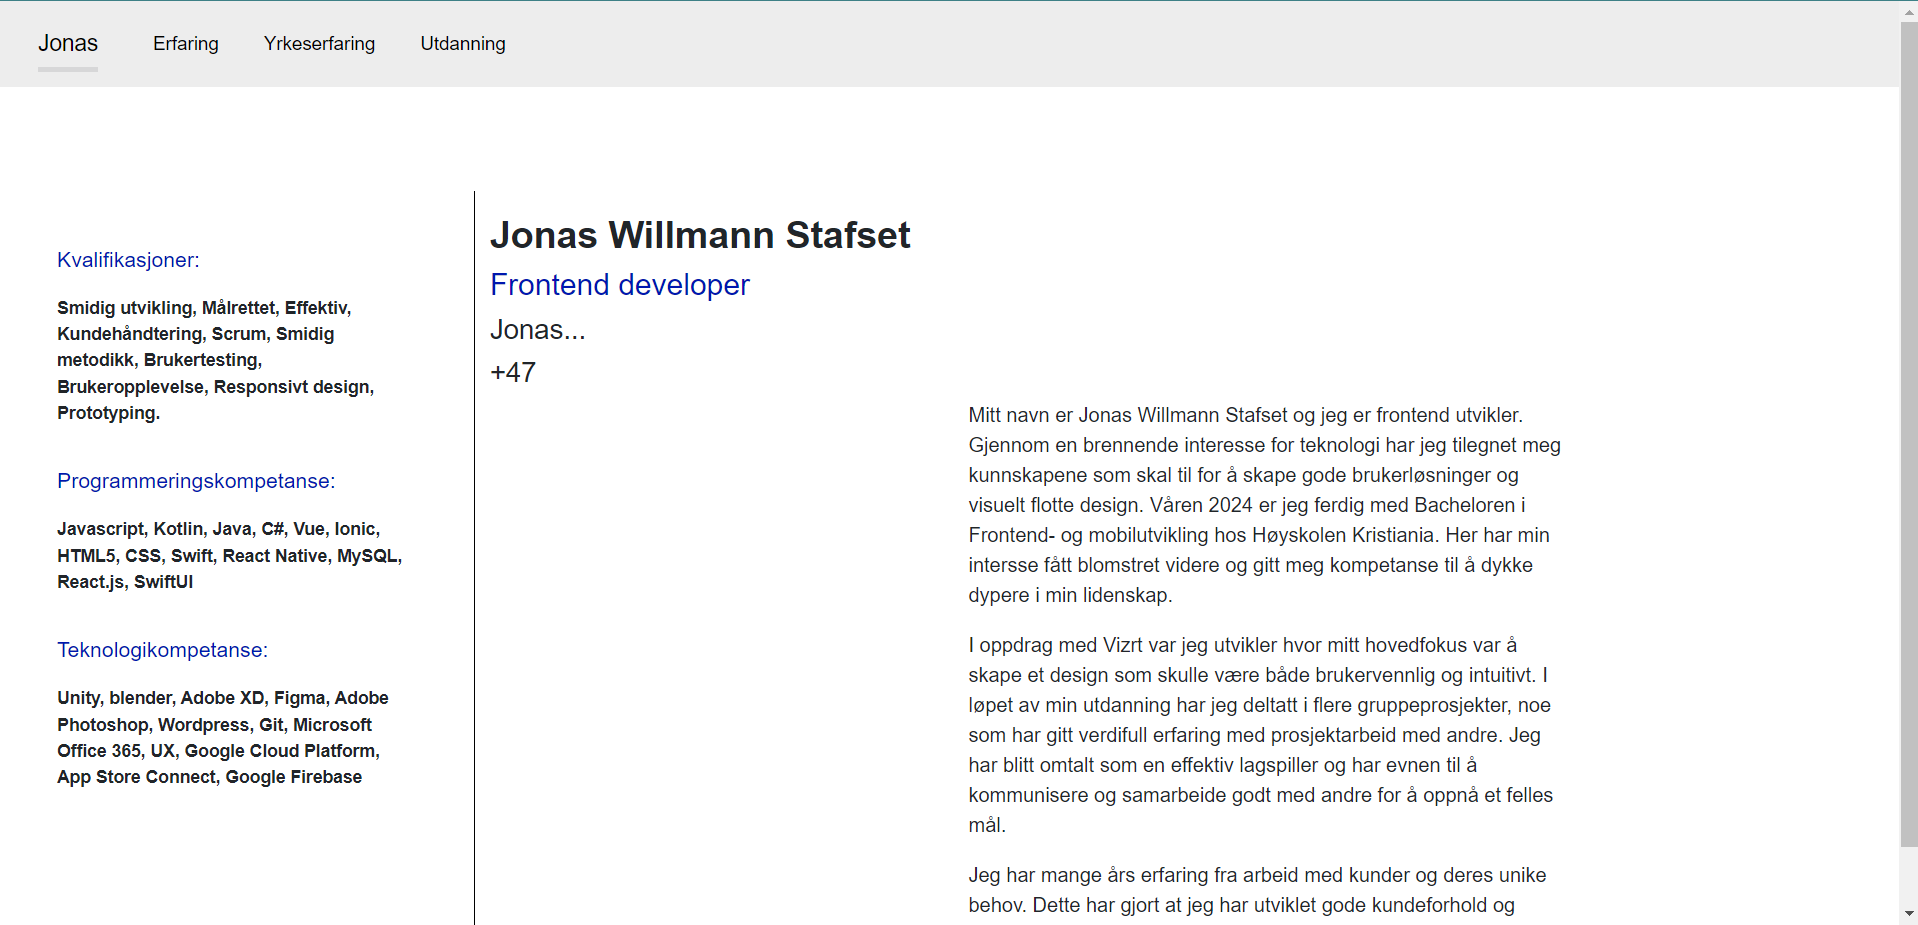 Jonas Erfaring Yrkeserfaring Utdanning
Kvalifikasjoner:
Smidig utvikling, Målrettet, Effektiv,
Kundehåndtering, Scrum, Smidig
metodikk, Brukertesting,
Brukeropplevelse, Responsivt design,
Prototyping.
Programmeringskompetanse:
Javascript, Kotlin, Java, C#, Vue, Ionic,
HTML5, CSS, Swift, React Native, MySQL,
React.js, SwiftUI
Teknologikompetanse:
Unity, blender, Adobe XD, Figma, Adobe
Photoshop, Wordpress, Git, Microsoft
Office 365, UX, Google Cloud Platform,
App Store Connect, Google Firebase
Jonas Willmann Stafset
Frontend developer
Jonas...
+47
Mitt navn er Jonas Willmann Stafset og jeg er frontend utvikler.
Gjennom en brennende interesse for teknologi har jeg tilegnet meg
kunnskapene som skal til for å skape gode brukerløsninger og
visuelt flotte design. Våren 2024 er jeg ferdig med Bacheloren i
Frontend- og mobilutvikling hos Høyskolen Kristiania. Her har min
intersse fått blomstret videre og gitt meg kompetanse til å dykke
dypere i min lidenskap.
I oppdrag med Vizrt var jeg utvikler hvor mitt hovedfokus var å
skape et design som skulle være både brukervennlig og intuitivt. I
løpet av min utdanning har jeg deltatt i flere gruppeprosjekter, noe
som har gitt verdifull erfaring med prosjektarbeid med andre. Jeg
har blitt omtalt som en effektiv lagspiller og har evnen til å
kommunisere og samarbeide godt med andre for å oppnå et felles
mål.
Jeg har mange års erfaring fra arbeid med kunder og deres unike
behov. Dette har gjort at jeg har utviklet gode kundeforhold og